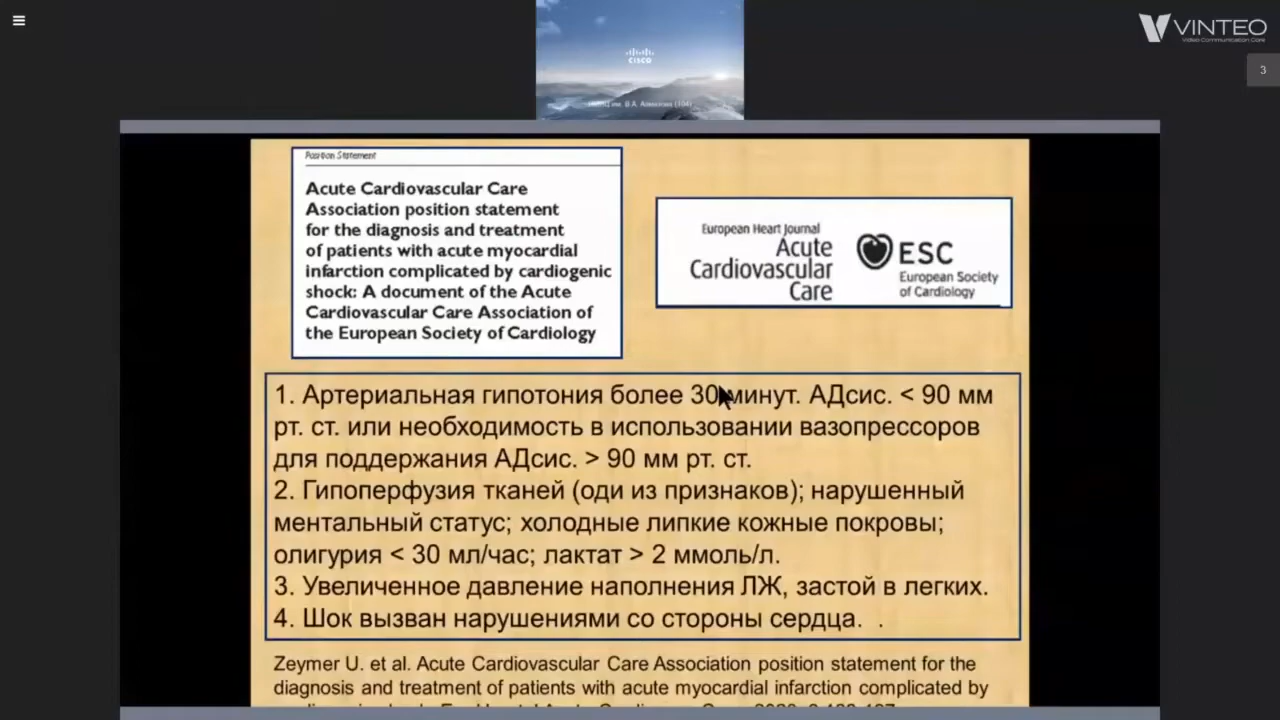 VINTEO
Video Communication Core
3
CISCO
Position Statement
Acute Cardiovascular Care
Association position statement
for the diagnosis and treatment
of patients with acute myocardial
infarction complicated by cardiogenic
shock: A document of the Acute
Cardiovascular Care Association of
the European Society of Cardiology
European Heart Journal
Acute
Cardiovascular
Care
ESC
European Society
of Cardiology
1. Артериальная гипотония более 30 минут. АДсис. < 90 мм
рт. ст. или необходимость в использовании вазопрессоров
для поддержания АДсис. > 90 мм рт. ст.
2. Гипоперфузия тканей (оди из признаков); нарушенный
ментальный статус; холодные липкие кожные покровы;
олигурия < 30 мл/час; лактат > 2 ммоль/л.
3. Увеличенное давление наполнения ЛЖ, застой в легких.
4. Шок вызван нарушениями со стороны сердца. .
Zeymer U. et al. Acute Cardiovascular Care Association position statement for the
diagnosis and treatment of patients with acute myocardial infarction complicated by